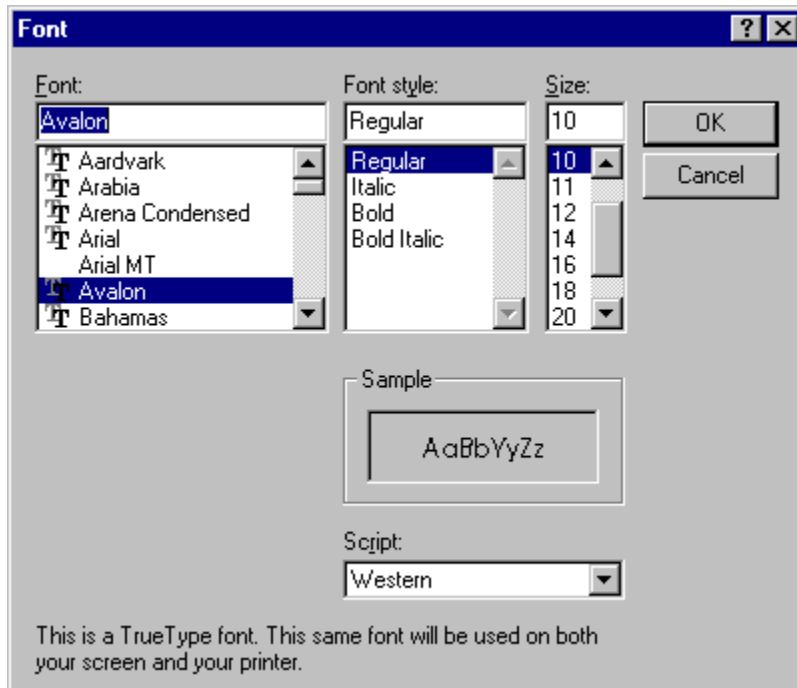 Font
Font:
Avalon
Aardvark
Arabia
Arena Condensed
Arial
Arial MT
Avalon
Bahamas
Font style:
Regular
Regular
Italic
Bold
Bold Italic
Size:
10
10
11
12
14
16
18
20
OK
Cancel
Sample
AaBbYyZz
Script:
Western
This is a TrueType font. This same font will be used on both
your screen and your printer.